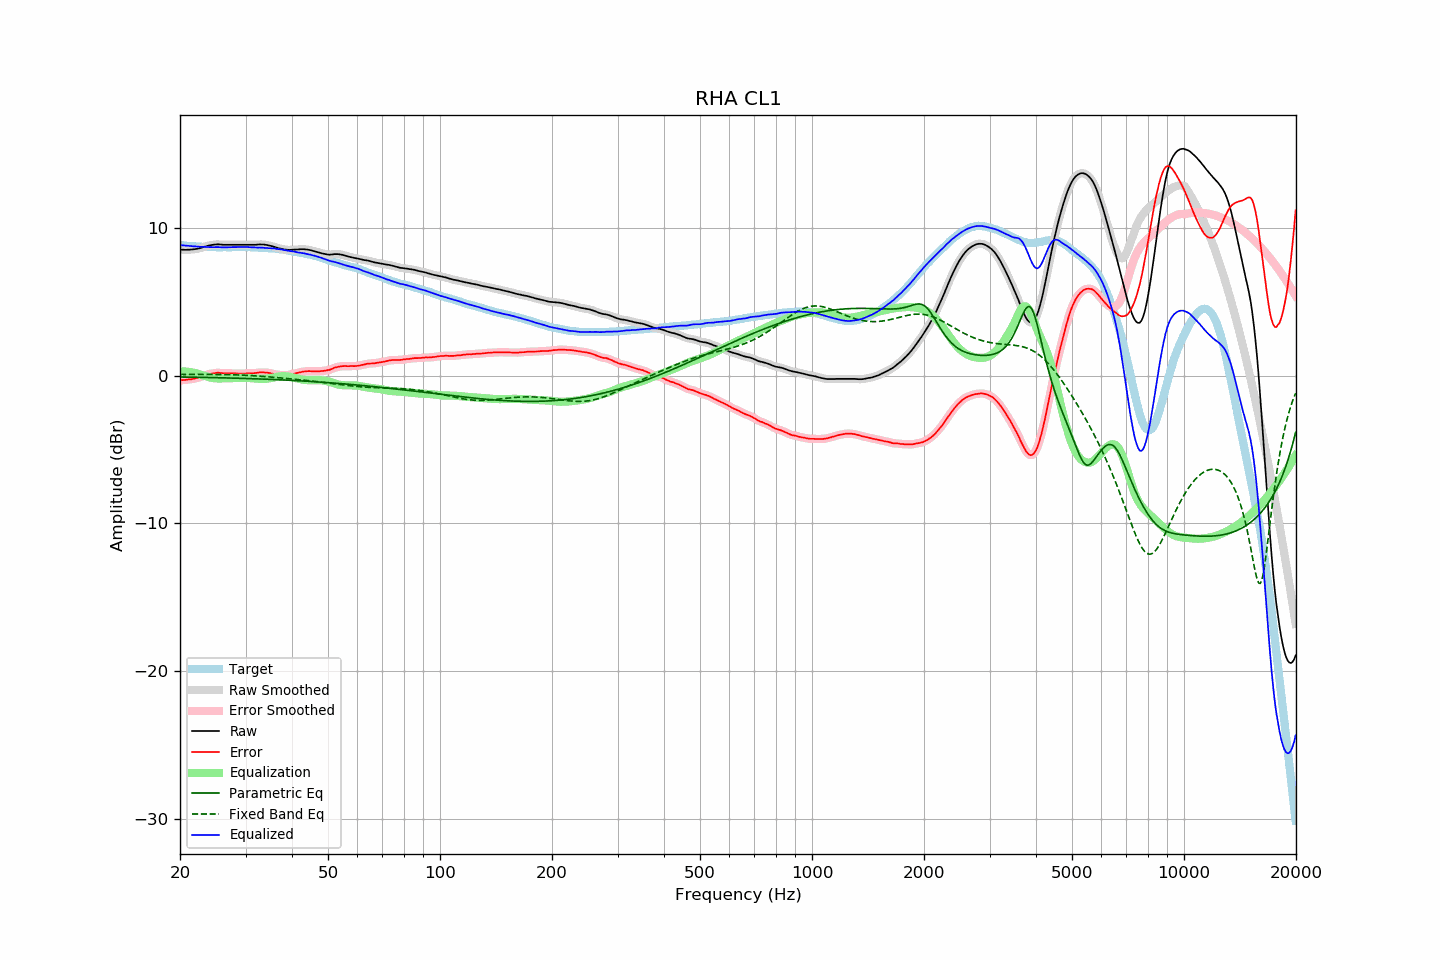 RHA CL1
Amplitude (dBr)
10
0
−10
−20
−30
Target
Raw Smoothed
Error Smoothed
Raw
Error
Equalization
Parametric Eq
Fixed Band Eq
Equalized
20 50 100 200 500 1000 2000 5000 10000 20000
Frequency (Hz)